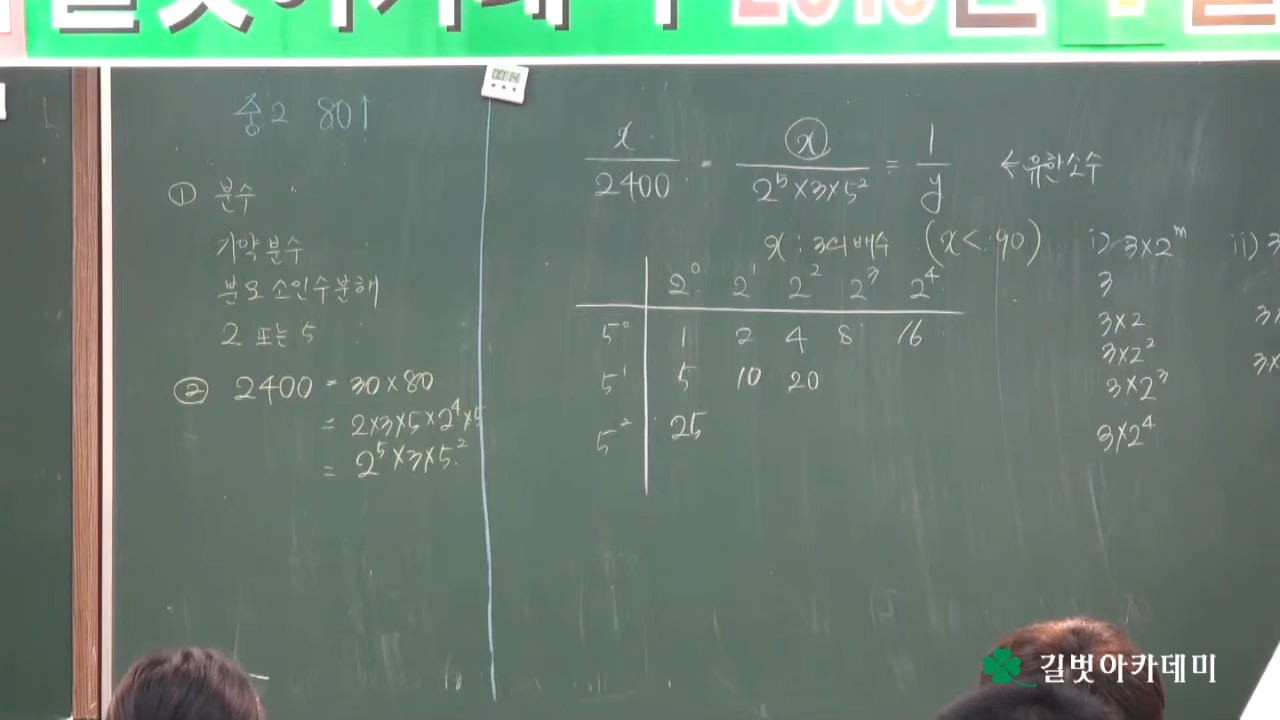 중2 80↑
① 분수
기약분수
분모 소인수분해
2 또는 5
② 2400 = 30×80
= 2×3×5×2⁴×5
= 2⁵×3×5²
x/2400 = x/(2⁵×3×5²) = 1/y ← 유한소수
x : 3의 배수 (x<90)
2⁰ 2¹ 2² 2³ 2⁴
5⁰ 1 2 4 8 16
5¹ 5 10 20
5² 25
i) 3×2ᵐ
3
3×2
3×2²
3×2³
3×2⁴
ii) 3
3×
3×
길벗아카데미